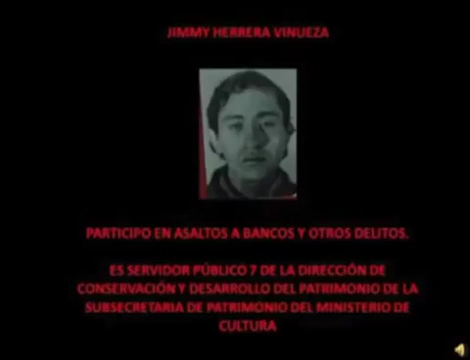 JIMMY HERRERA VINUEZA
PARTICIPO EN ASALTOS A BANCOS Y OTROS DELITOS.
ES SERVIDOR PÚBLICO 7 DE LA DIRECCIÓN DE
CONSERVACIÓN Y DESARROLLO DEL PATRIMONIO DE LA
SUBSECRETARIA DE PATRIMONIO DEL MINISTERIO DE
CULTURA